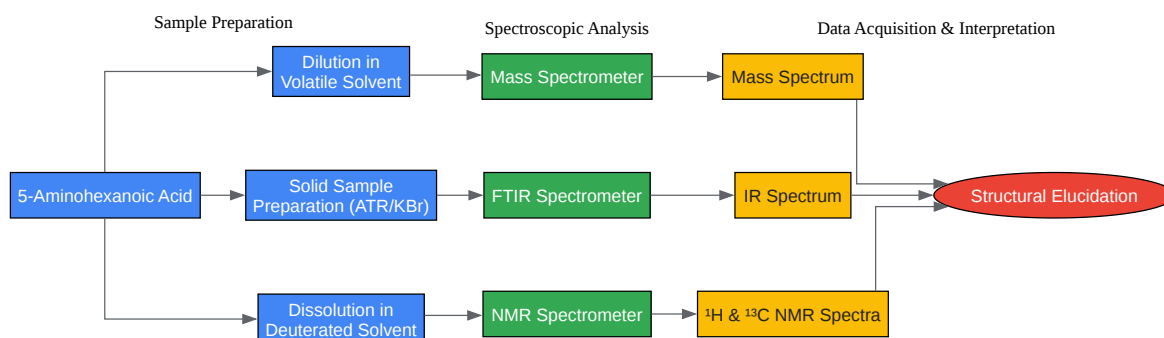 Sample Preparation
Spectroscopic Analysis
Data Acquisition & Interpretation
Dilution in
Volatile Solvent
Mass Spectrometer
Mass Spectrum
5-Aminohexanoic Acid
Solid Sample
Preparation (ATR/KBr)
FTIR Spectrometer
IR Spectrum
Structural Elucidation
Dissolution in
Deuterated Solvent
NMR Spectrometer
¹H & ¹³C NMR Spectra